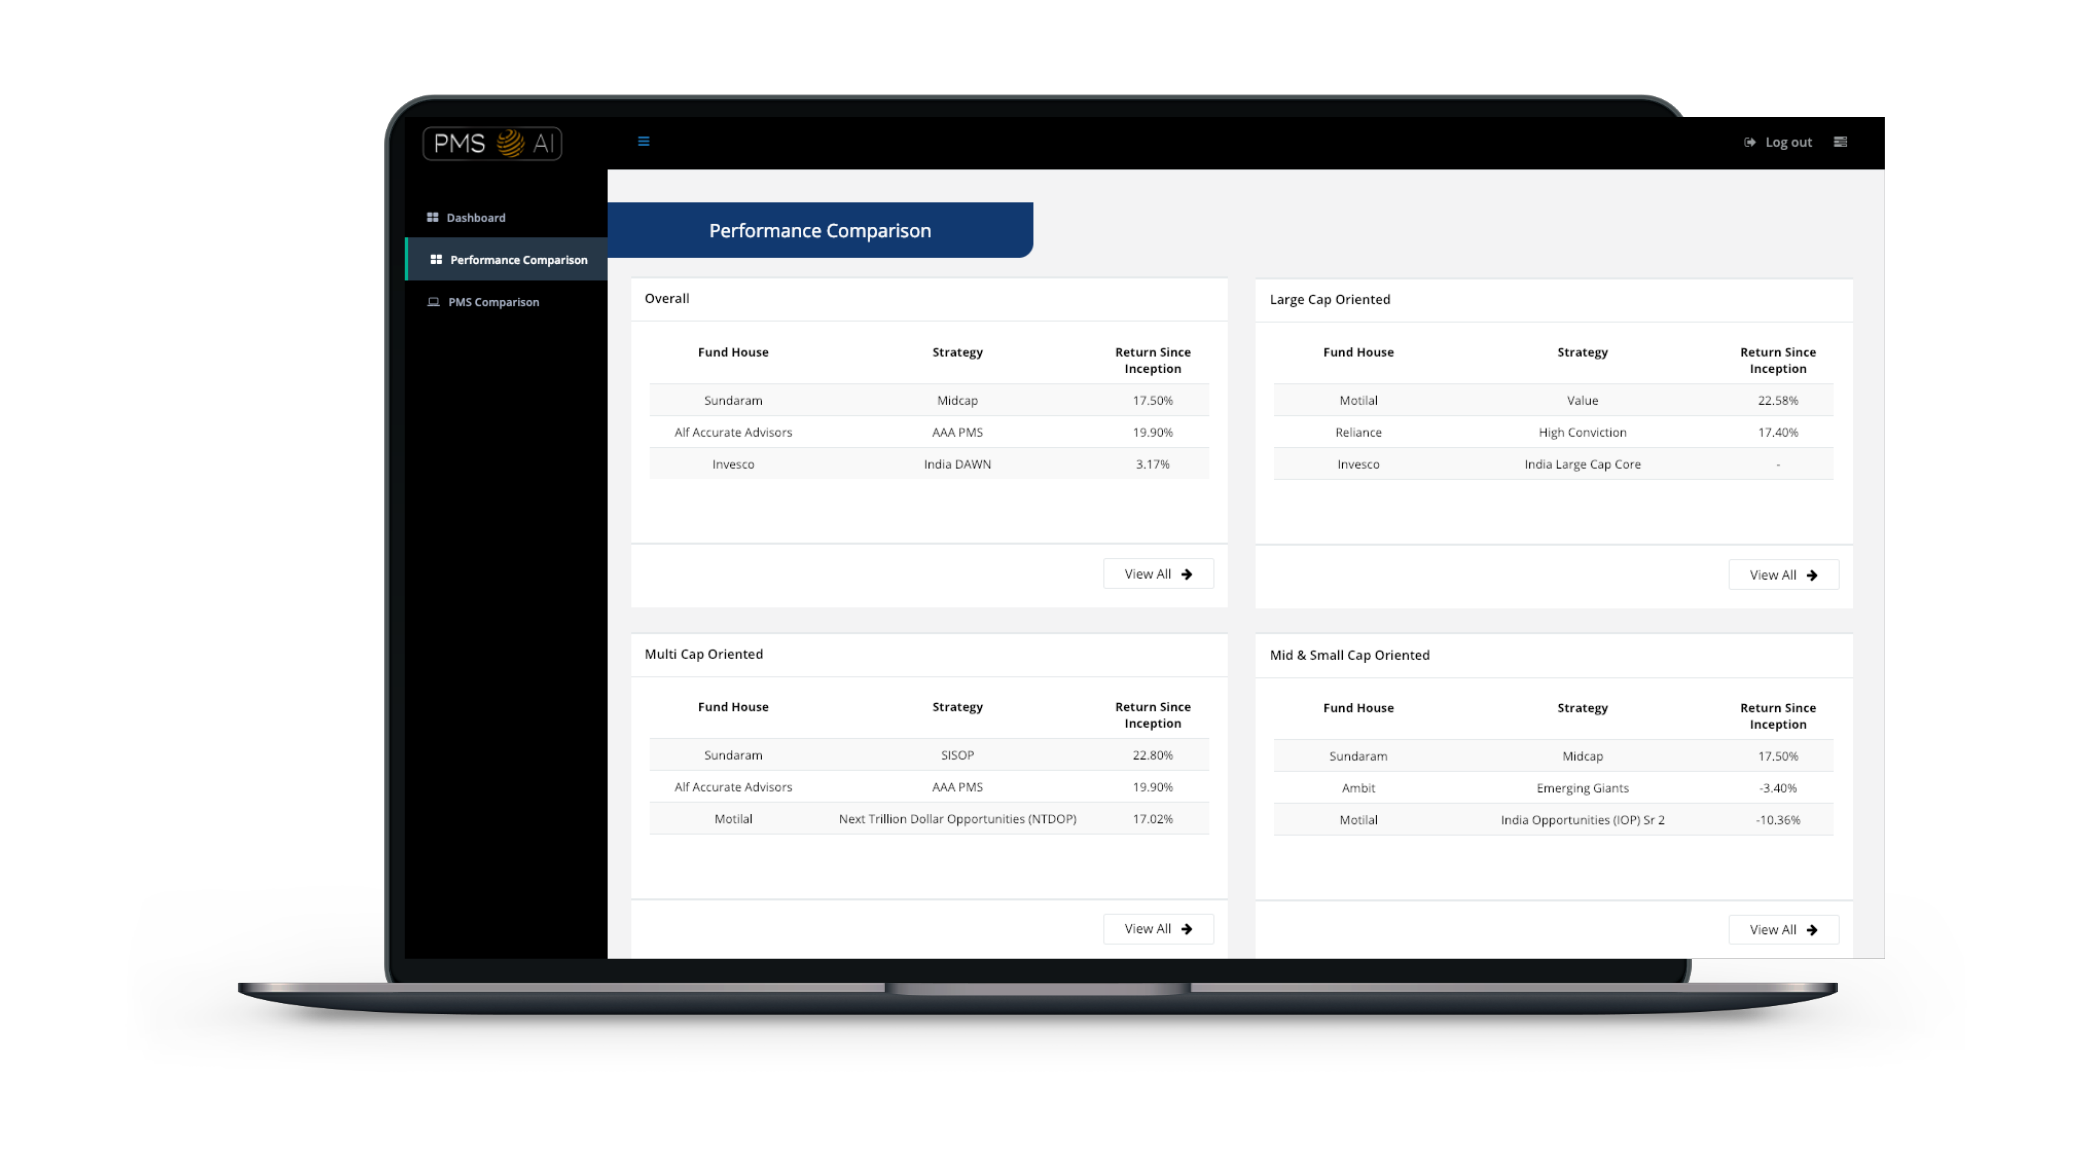 PMS AI
Log out
Dashboard
Performance Comparison
PMS Comparison
Performance Comparison
Overall
Fund House Strategy Return Since Inception
Sundaram Midcap 17.50%
Alf Accurate Advisors AAA PMS 19.90%
Invesco India DAWN 3.17%
View All
Large Cap Oriented
Fund House Strategy Return Since Inception
Motilal Value 22.58%
Reliance High Conviction 17.40%
Invesco India Large Cap Core -
View All
Multi Cap Oriented
Fund House Strategy Return Since Inception
Sundaram SISOP 22.80%
Alf Accurate Advisors AAA PMS 19.90%
Motilal Next Trillion Dollar Opportunities (NTDOP) 17.02%
View All
Mid & Small Cap Oriented
Fund House Strategy Return Since Inception
Sundaram Midcap 17.50%
Ambit Emerging Giants -3.40%
Motilal India Opportunities (IOP) Sr 2 -10.36%
View All